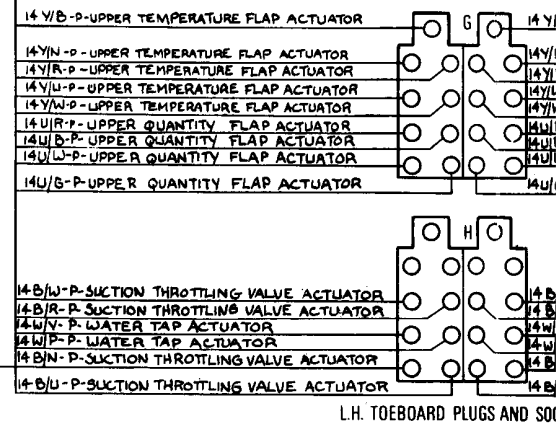 14 Y/B-P-UPPER TEMPERATURE FLAP ACTUATOR
G
14 Y/
14Y/N-P-UPPER TEMPERATURE FLAP ACTUATOR
14Y/R-P-UPPER TEMPERATURE FLAP ACTUATOR
14Y/U-P-UPPER TEMPERATURE FLAP ACTUATOR
14Y/W-P-UPPER TEMPERATURE FLAP ACTUATOR
14U/R-P-UPPER QUANTITY FLAP ACTUATOR
14U/B-P-UPPER QUANTITY FLAP ACTUATOR
14U/W-P-UPPER QUANTITY FLAP ACTUATOR
14U/G-P-UPPER QUANTITY FLAP ACTUATOR
14U/
H
14B/W-P-SUCTION THROTTLING VALVE ACTUATOR
14B/R-P-SUCTION THROTTLING VALVE ACTUATOR
14W/V-P-WATER TAP ACTUATOR
14W/P-P-WATER TAP ACTUATOR
14B/N-P-SUCTION THROTTLING VALVE ACTUATOR
14B/U-P-SUCTION THROTTLING VALVE ACTUATOR
L.H. TOEBOARD PLUGS AND